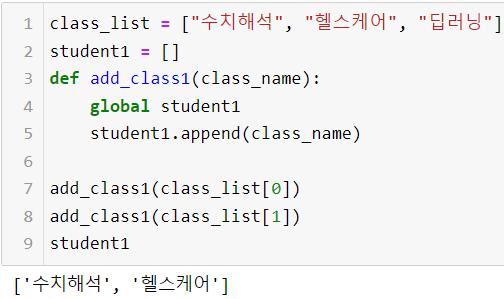 1 class_list = ["수치해석", "헬스케어", "딥러닝"]
2 student1 = []
3 def add_class1(class_name):
4     global student1
5     student1.append(class_name)
6
7 add_class1(class_list[0])
8 add_class1(class_list[1])
9 student1
['수치해석', '헬스케어']